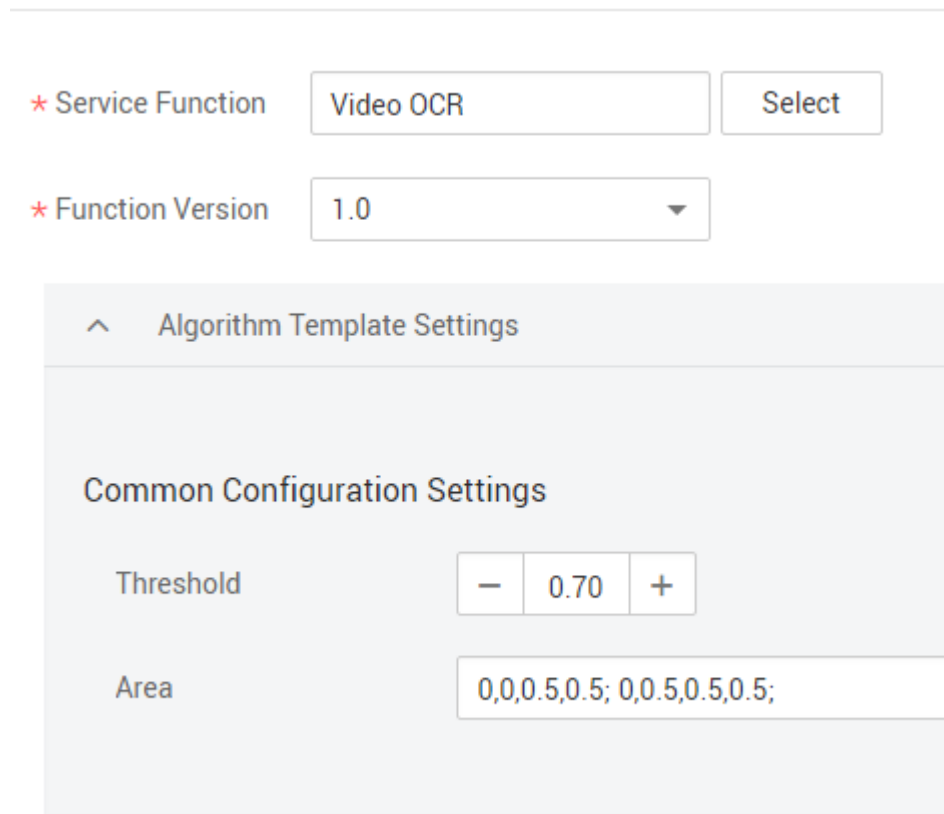 * Service Function Video OCR Select
* Function Version 1.0
Algorithm Template Settings
Common Configuration Settings
Threshold − 0.70 +
Area 0,0,0.5,0.5; 0,0.5,0.5,0.5;